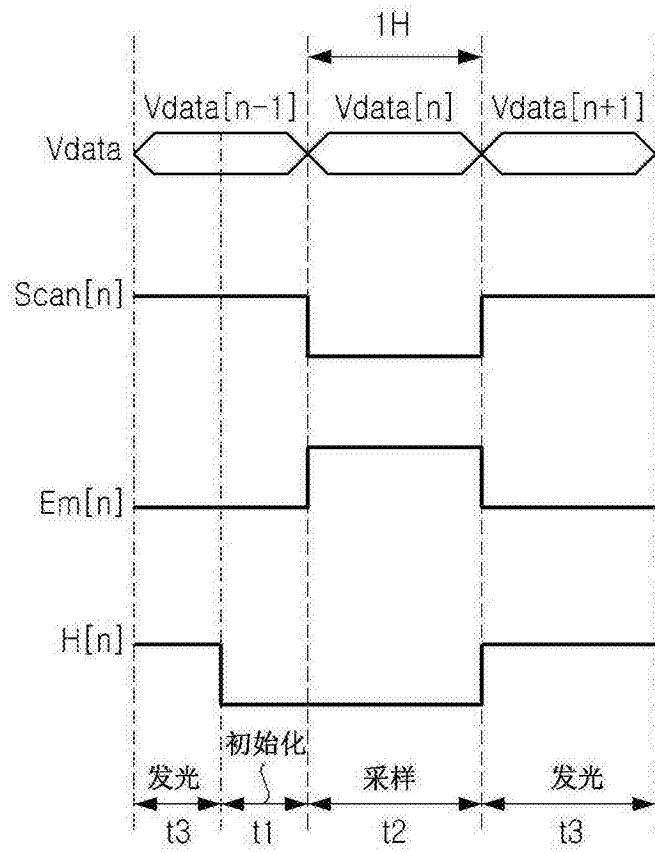 1H
Vdata[n-1] Vdata[n] Vdata[n+1]
Vdata
Scan[n]
Em[n]
H[n]
初始化
发光 采样 发光
t3 t1 t2 t3